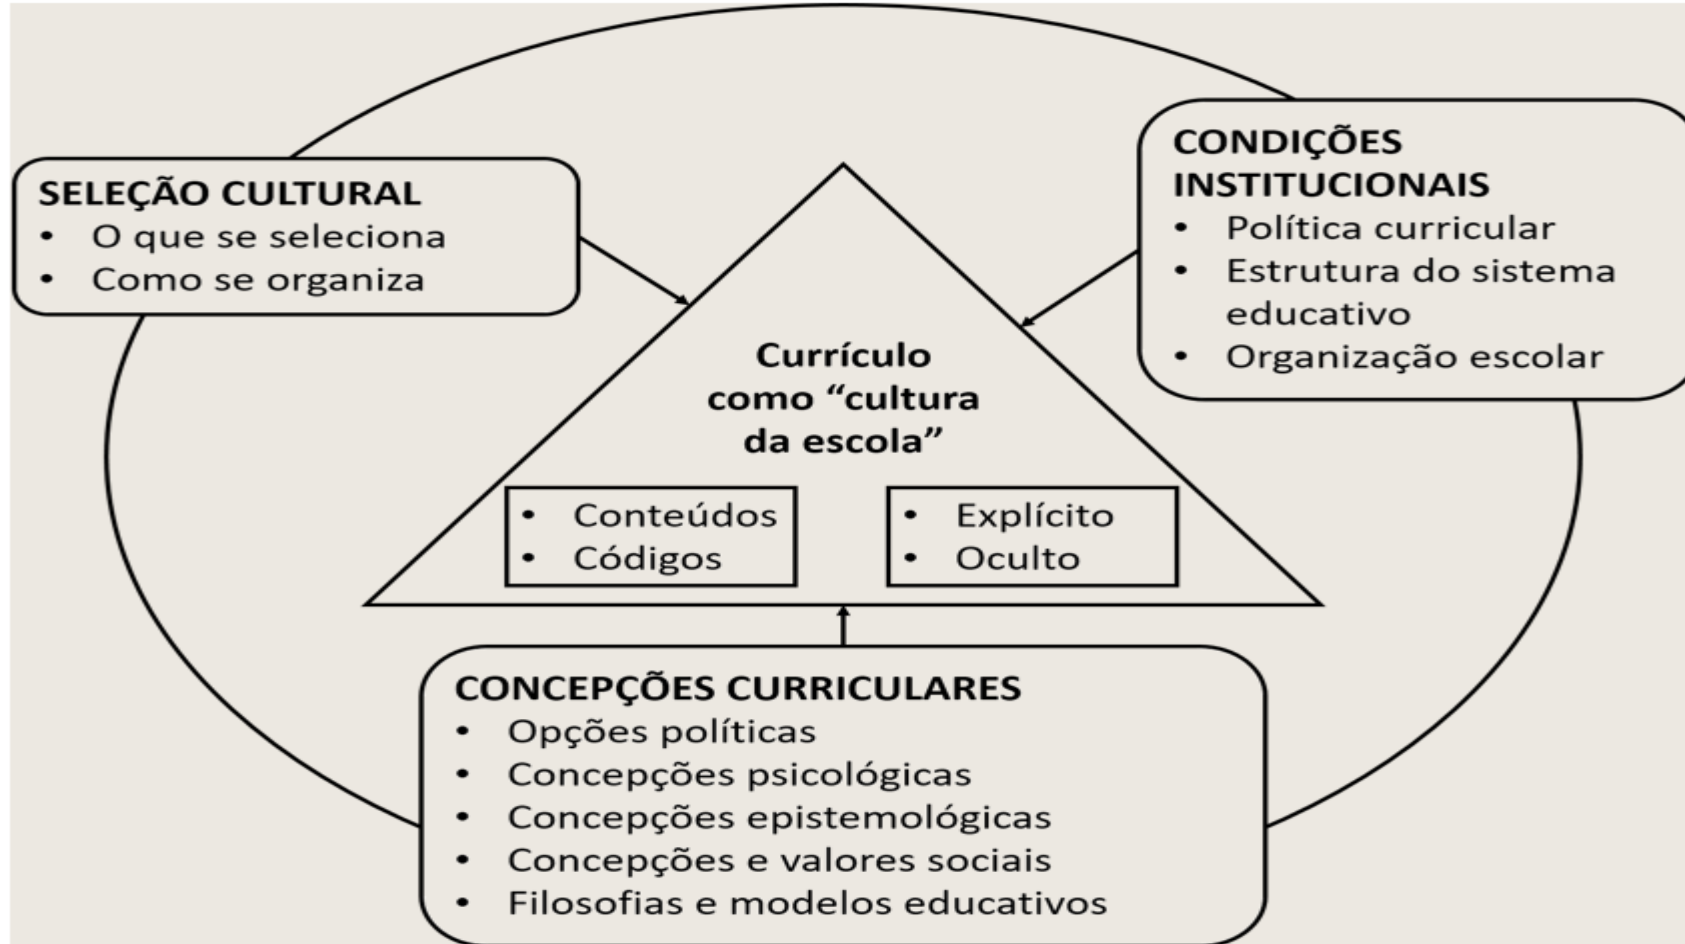 SELEÇÃO CULTURAL
• O que se seleciona
• Como se organiza
CONDIÇÕES
INSTITUCIONAIS
• Política curricular
• Estrutura do sistema
educativo
• Organização escolar
Currículo
como “cultura
da escola”
• Conteúdos
• Códigos
• Explícito
• Oculto
CONCEPÇÕES CURRICULARES
• Opções políticas
• Concepções psicológicas
• Concepções epistemológicas
• Concepções e valores sociais
• Filosofias e modelos educativos